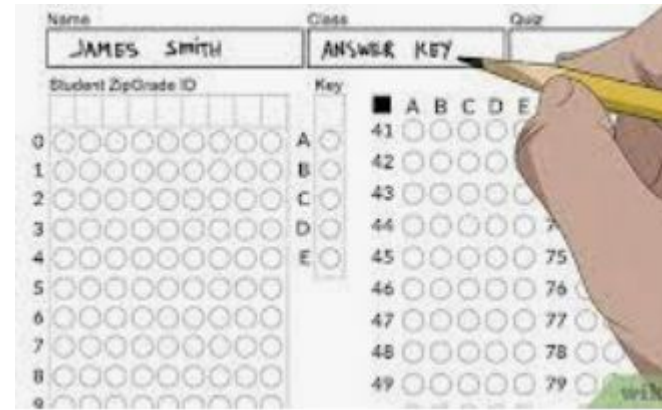 Name Class Quiz
JAMES SMITH ANSWER KEY
Student ZipGrade ID Key
A B C D E
0 A 41
1 B 42
2 C 43
3 D 44
4 E 45 75
5 46 76
6 47 77
7 48 78
8 49 79
9